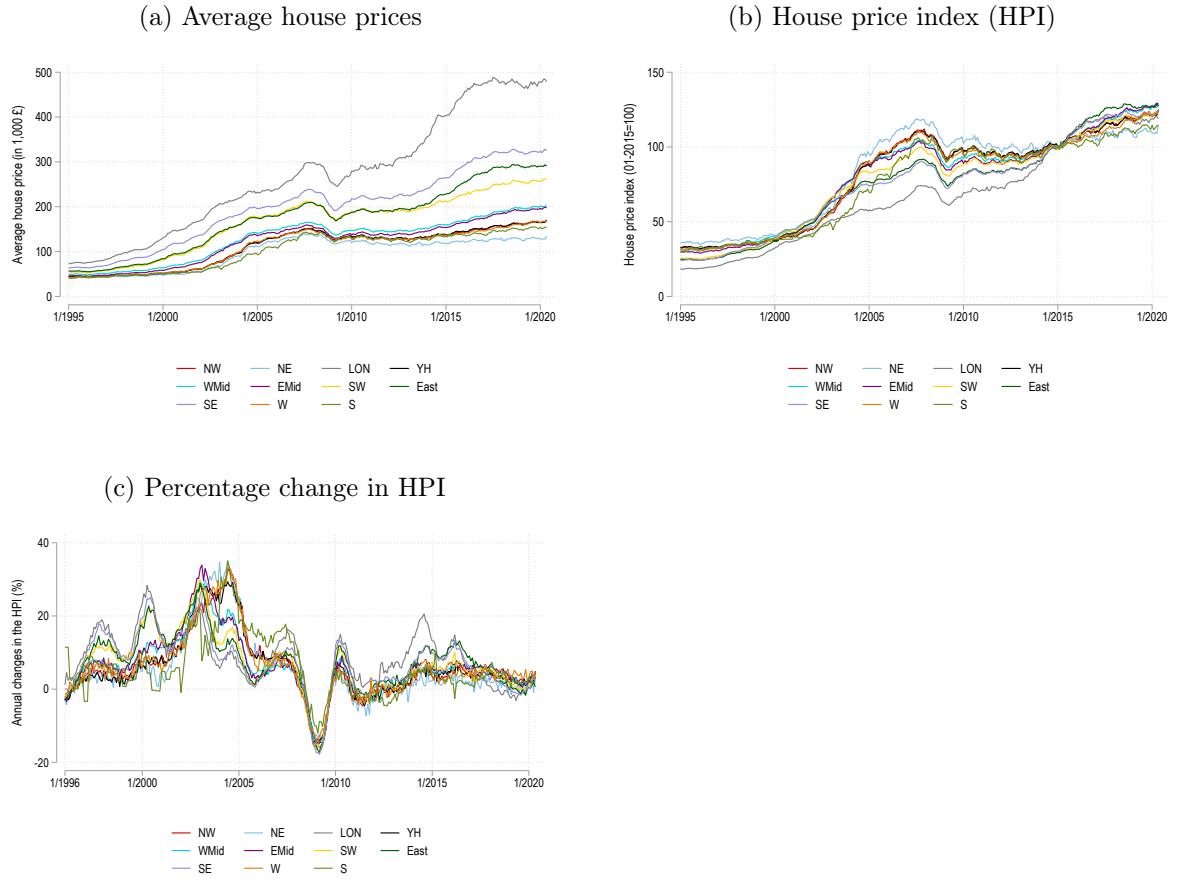 (a) Average house prices
Average house price (in 1,000 £)
500
400
300
200
100
0
1/1995 1/2000 1/2005 1/2010 1/2015 1/2020
NW NE LON YH
WMid EMid SW East
SE W S
(b) House price index (HPI)
House price index (01-2015=100)
150
100
50
0
1/1995 1/2000 1/2005 1/2010 1/2015 1/2020
NW NE LON YH
WMid EMid SW East
SE W S
(c) Percentage change in HPI
Annual changes in the HPI (%)
40
20
0
-20
1/1996 1/2000 1/2005 1/2010 1/2015 1/2020
NW NE LON YH
WMid EMid SW East
SE W S